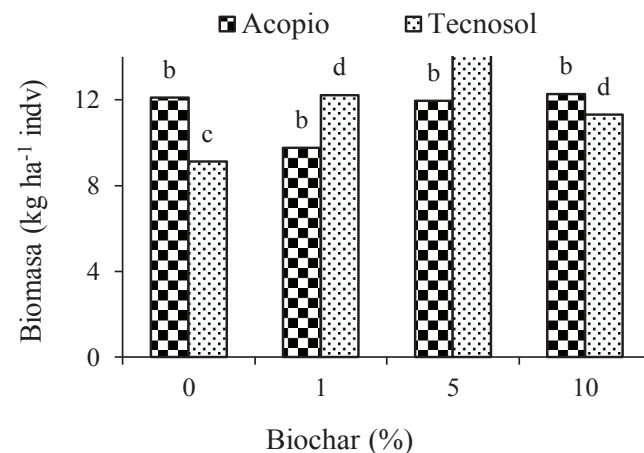 Acopio Tecnosol
b c b d b b d
12
8
4
0
Biomasa (kg ha⁻¹ indv)
0 1 5 10
Biochar (%)